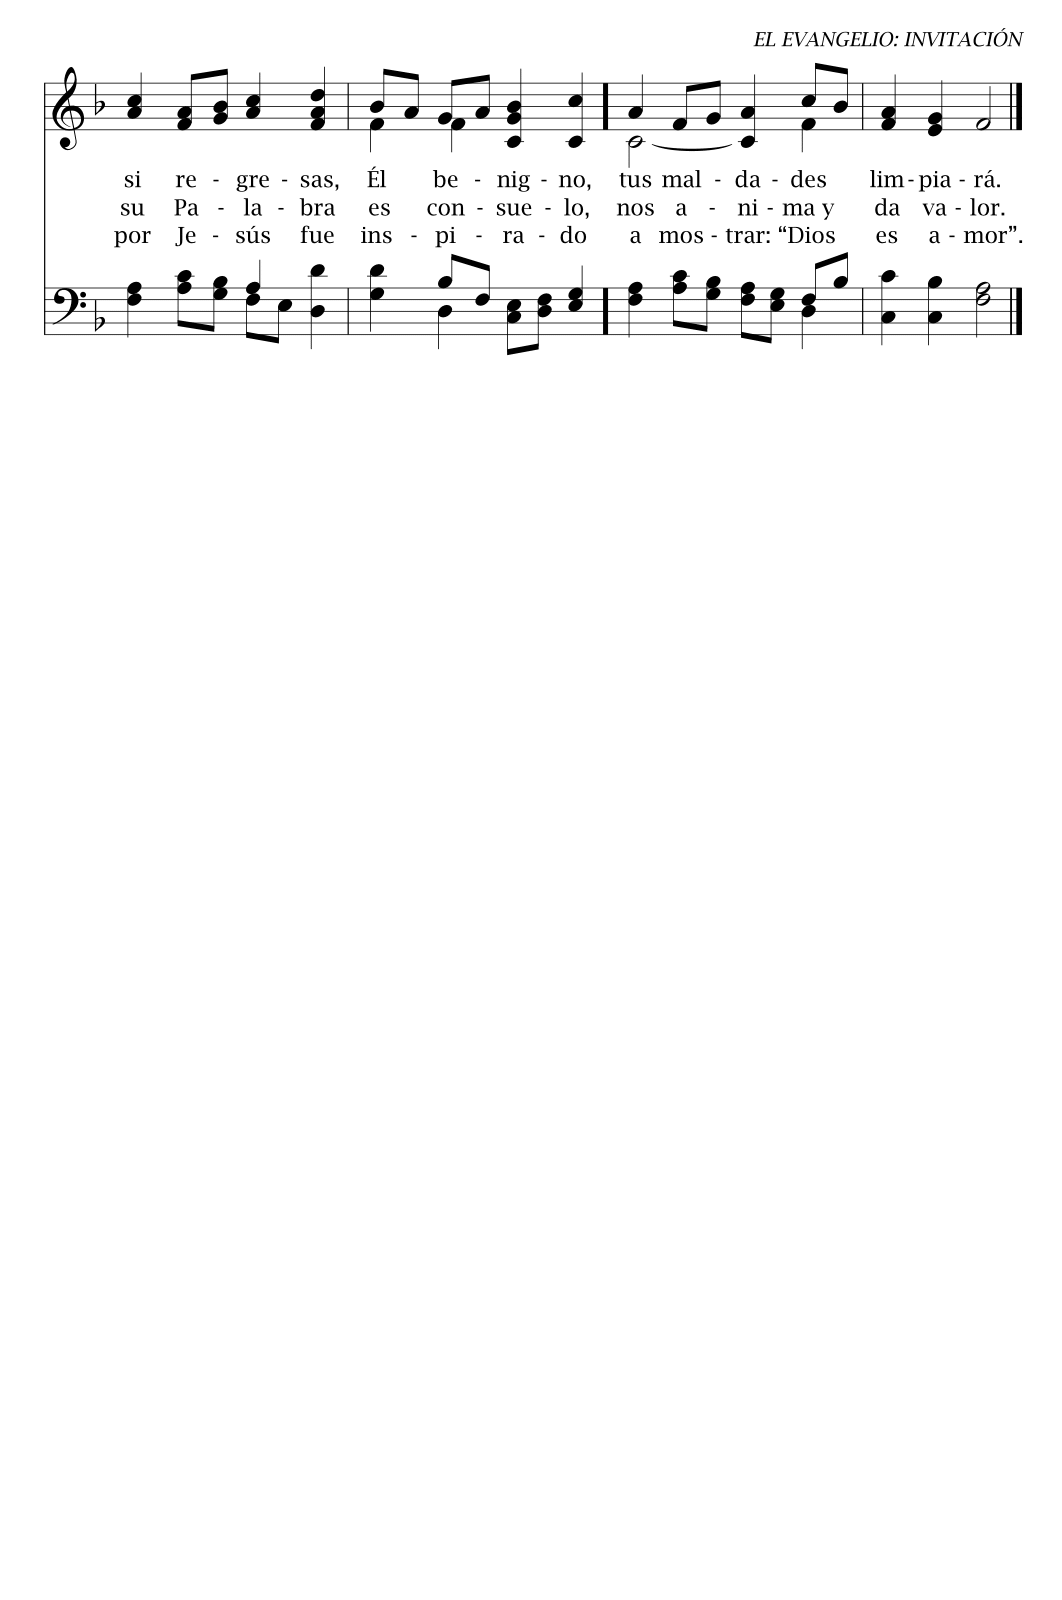 EL EVANGELIO: INVITACIÓN
si re - gre - sas, Él be - nig - no, tus mal - da - des lim - pia - rá.
su Pa - la - bra es con - sue - lo, nos a - ni - ma y da va - lor.
por Je - sús fue ins - pi - ra - do a mos - trar: “Dios es a - mor”.